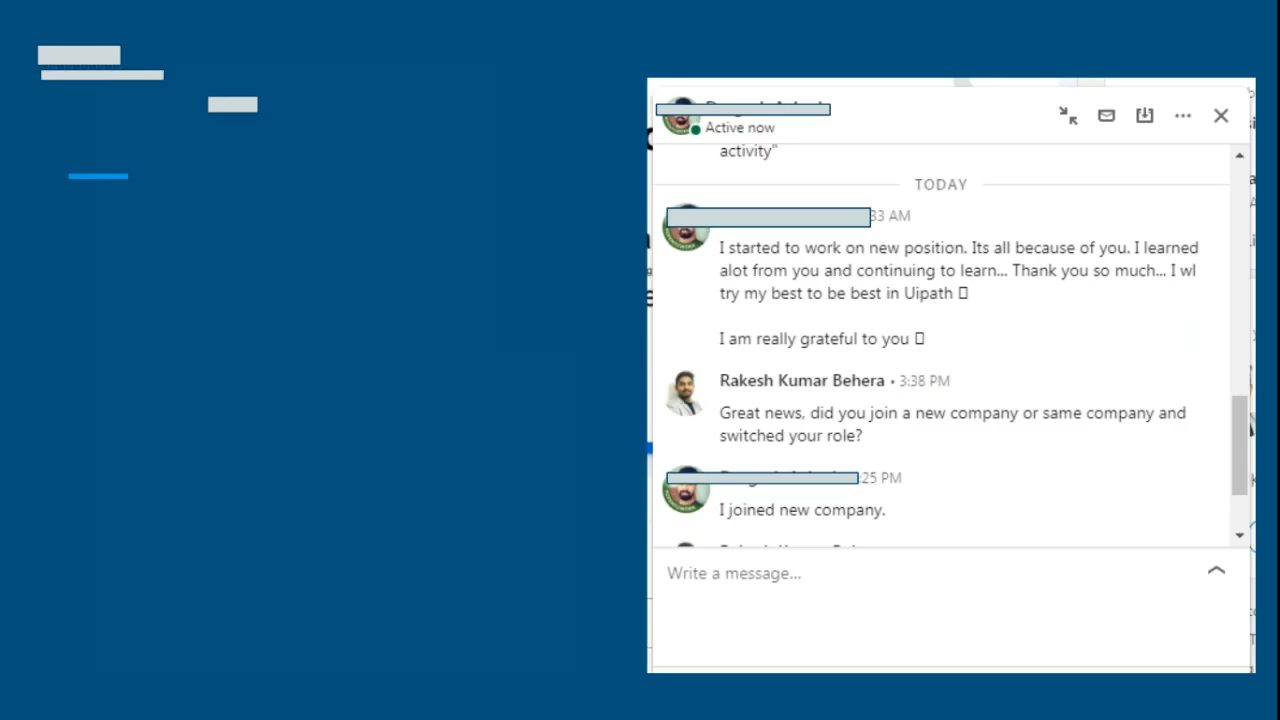 Active now
activity"
TODAY
33 AM
I started to work on new position. Its all because of you. I learned
alot from you and continuing to learn... Thank you so much... I wl
try my best to be best in Uipath
I am really grateful to you
Rakesh Kumar Behera • 3:38 PM
Great news, did you join a new company or same company and
switched your role?
:25 PM
I joined new company.
Write a message...